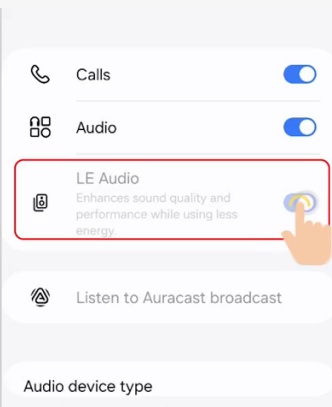 Calls
Audio
LE Audio
Enhances sound quality and
performance while using less
energy.
Listen to Auracast broadcast
Audio device type